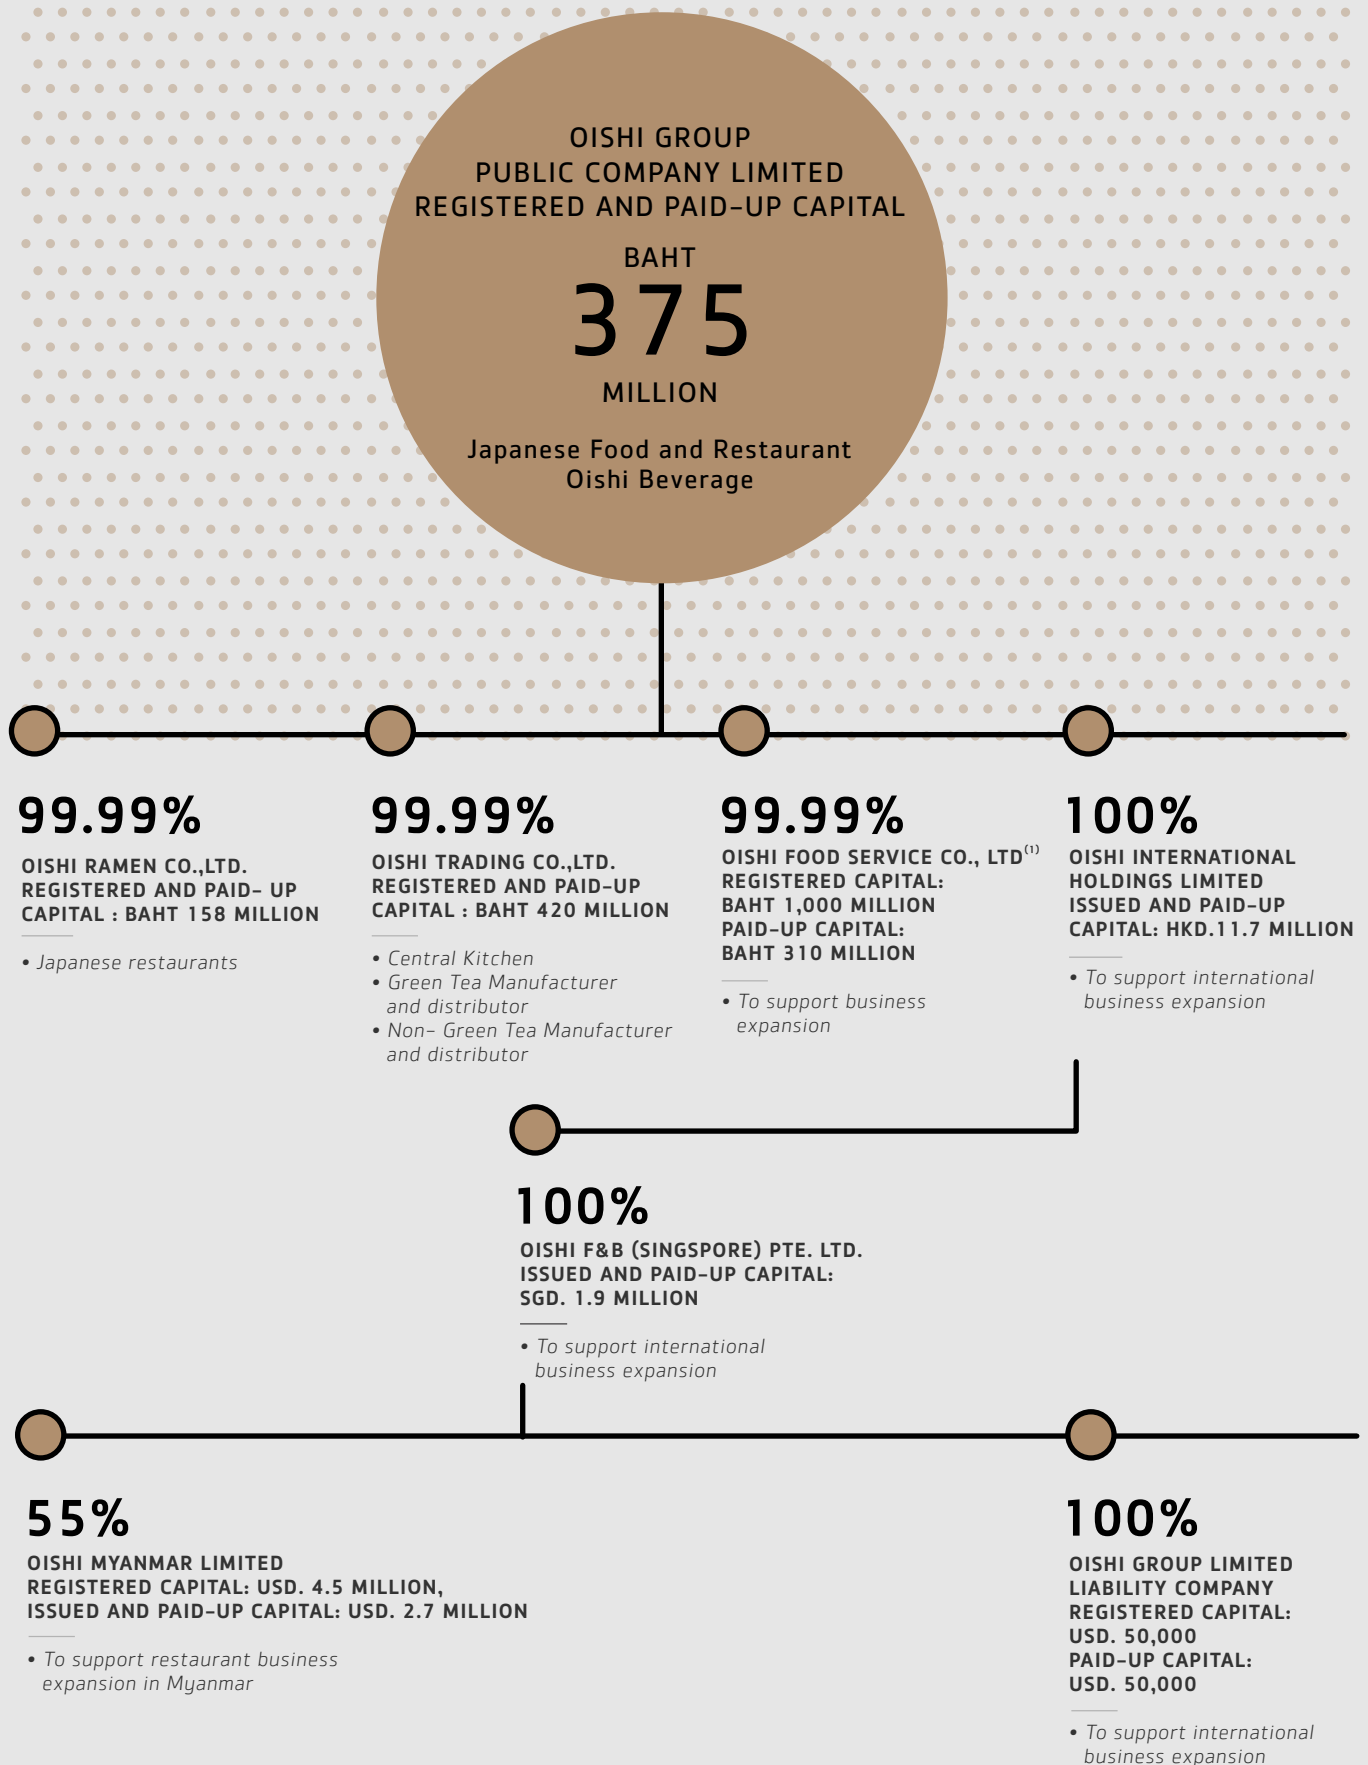 OISHI GROUP
PUBLIC COMPANY LIMITED
REGISTERED AND PAID-UP CAPITAL
BAHT
375
MILLION
Japanese Food and Restaurant
Oishi Beverage
99.99%
OISHI RAMEN CO.,LTD.
REGISTERED AND PAID- UP
CAPITAL : BAHT 158 MILLION
• Japanese restaurants
99.99%
OISHI TRADING CO.,LTD.
REGISTERED AND PAID-UP
CAPITAL : BAHT 420 MILLION
• Central Kitchen
• Green Tea Manufacturer
and distributor
• Non- Green Tea Manufacturer
and distributor
99.99%
OISHI FOOD SERVICE CO., LTD(1)
REGISTERED CAPITAL:
BAHT 1,000 MILLION
PAID-UP CAPITAL:
BAHT 310 MILLION
• To support business
expansion
100%
OISHI INTERNATIONAL
HOLDINGS LIMITED
ISSUED AND PAID-UP
CAPITAL: HKD.11.7 MILLION
• To support international
business expansion
100%
OISHI F&B (SINGSPORE) PTE. LTD.
ISSUED AND PAID-UP CAPITAL:
SGD. 1.9 MILLION
• To support international
business expansion
55%
OISHI MYANMAR LIMITED
REGISTERED CAPITAL: USD. 4.5 MILLION,
ISSUED AND PAID-UP CAPITAL: USD. 2.7 MILLION
• To support restaurant business
expansion in Myanmar
100%
OISHI GROUP LIMITED
LIABILITY COMPANY
REGISTERED CAPITAL:
USD. 50,000
PAID-UP CAPITAL:
USD. 50,000
• To support international
business expansion